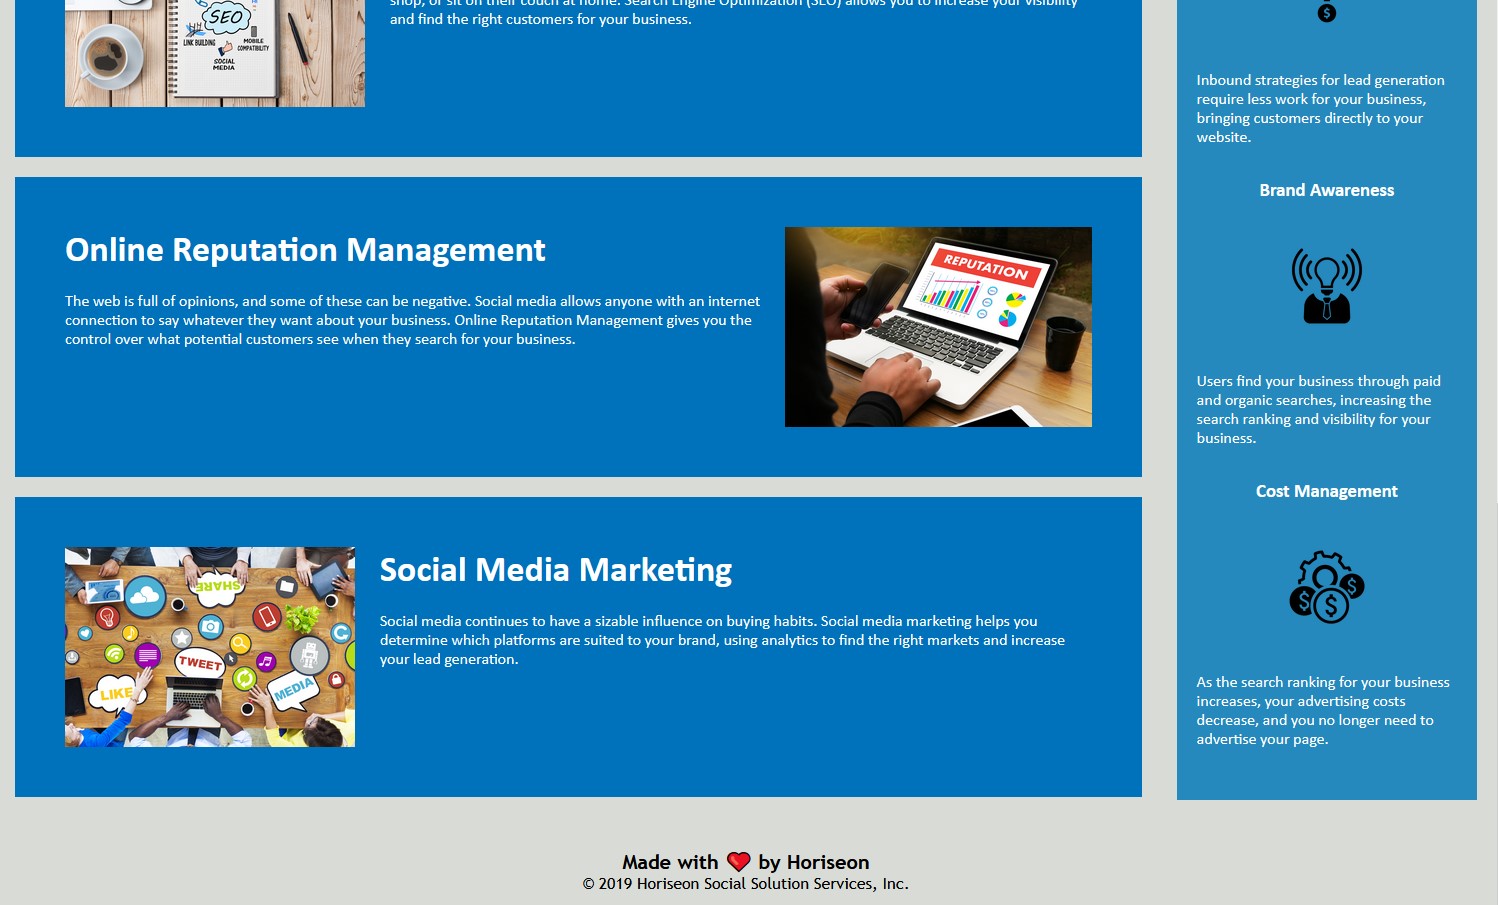 shop, or sit on their couch at home. Search Engine Optimization (SEO) allows you to increase your visibility
and find the right customers for your business.
SEO
LINK BUILDING
MOBILE
COMPATIBILITY
SOCIAL
MEDIA
Online Reputation Management
The web is full of opinions, and some of these can be negative. Social media allows anyone with an internet
connection to say whatever they want about your business. Online Reputation Management gives you the
control over what potential customers see when they search for your business.
REPUTATION
Social Media Marketing
Social media continues to have a sizable influence on buying habits. Social media marketing helps you
determine which platforms are suited to your brand, using analytics to find the right markets and increase
your lead generation.
SHARE
TWEET
LIKE
MEDIA
$
Inbound strategies for lead generation
require less work for your business,
bringing customers directly to your
website.
Brand Awareness
Users find your business through paid
and organic searches, increasing the
search ranking and visibility for your
business.
Cost Management
$ $ $
As the search ranking for your business
increases, your advertising costs
decrease, and you no longer need to
advertise your page.
Made with ❤️ by Horiseon
© 2019 Horiseon Social Solution Services, Inc.